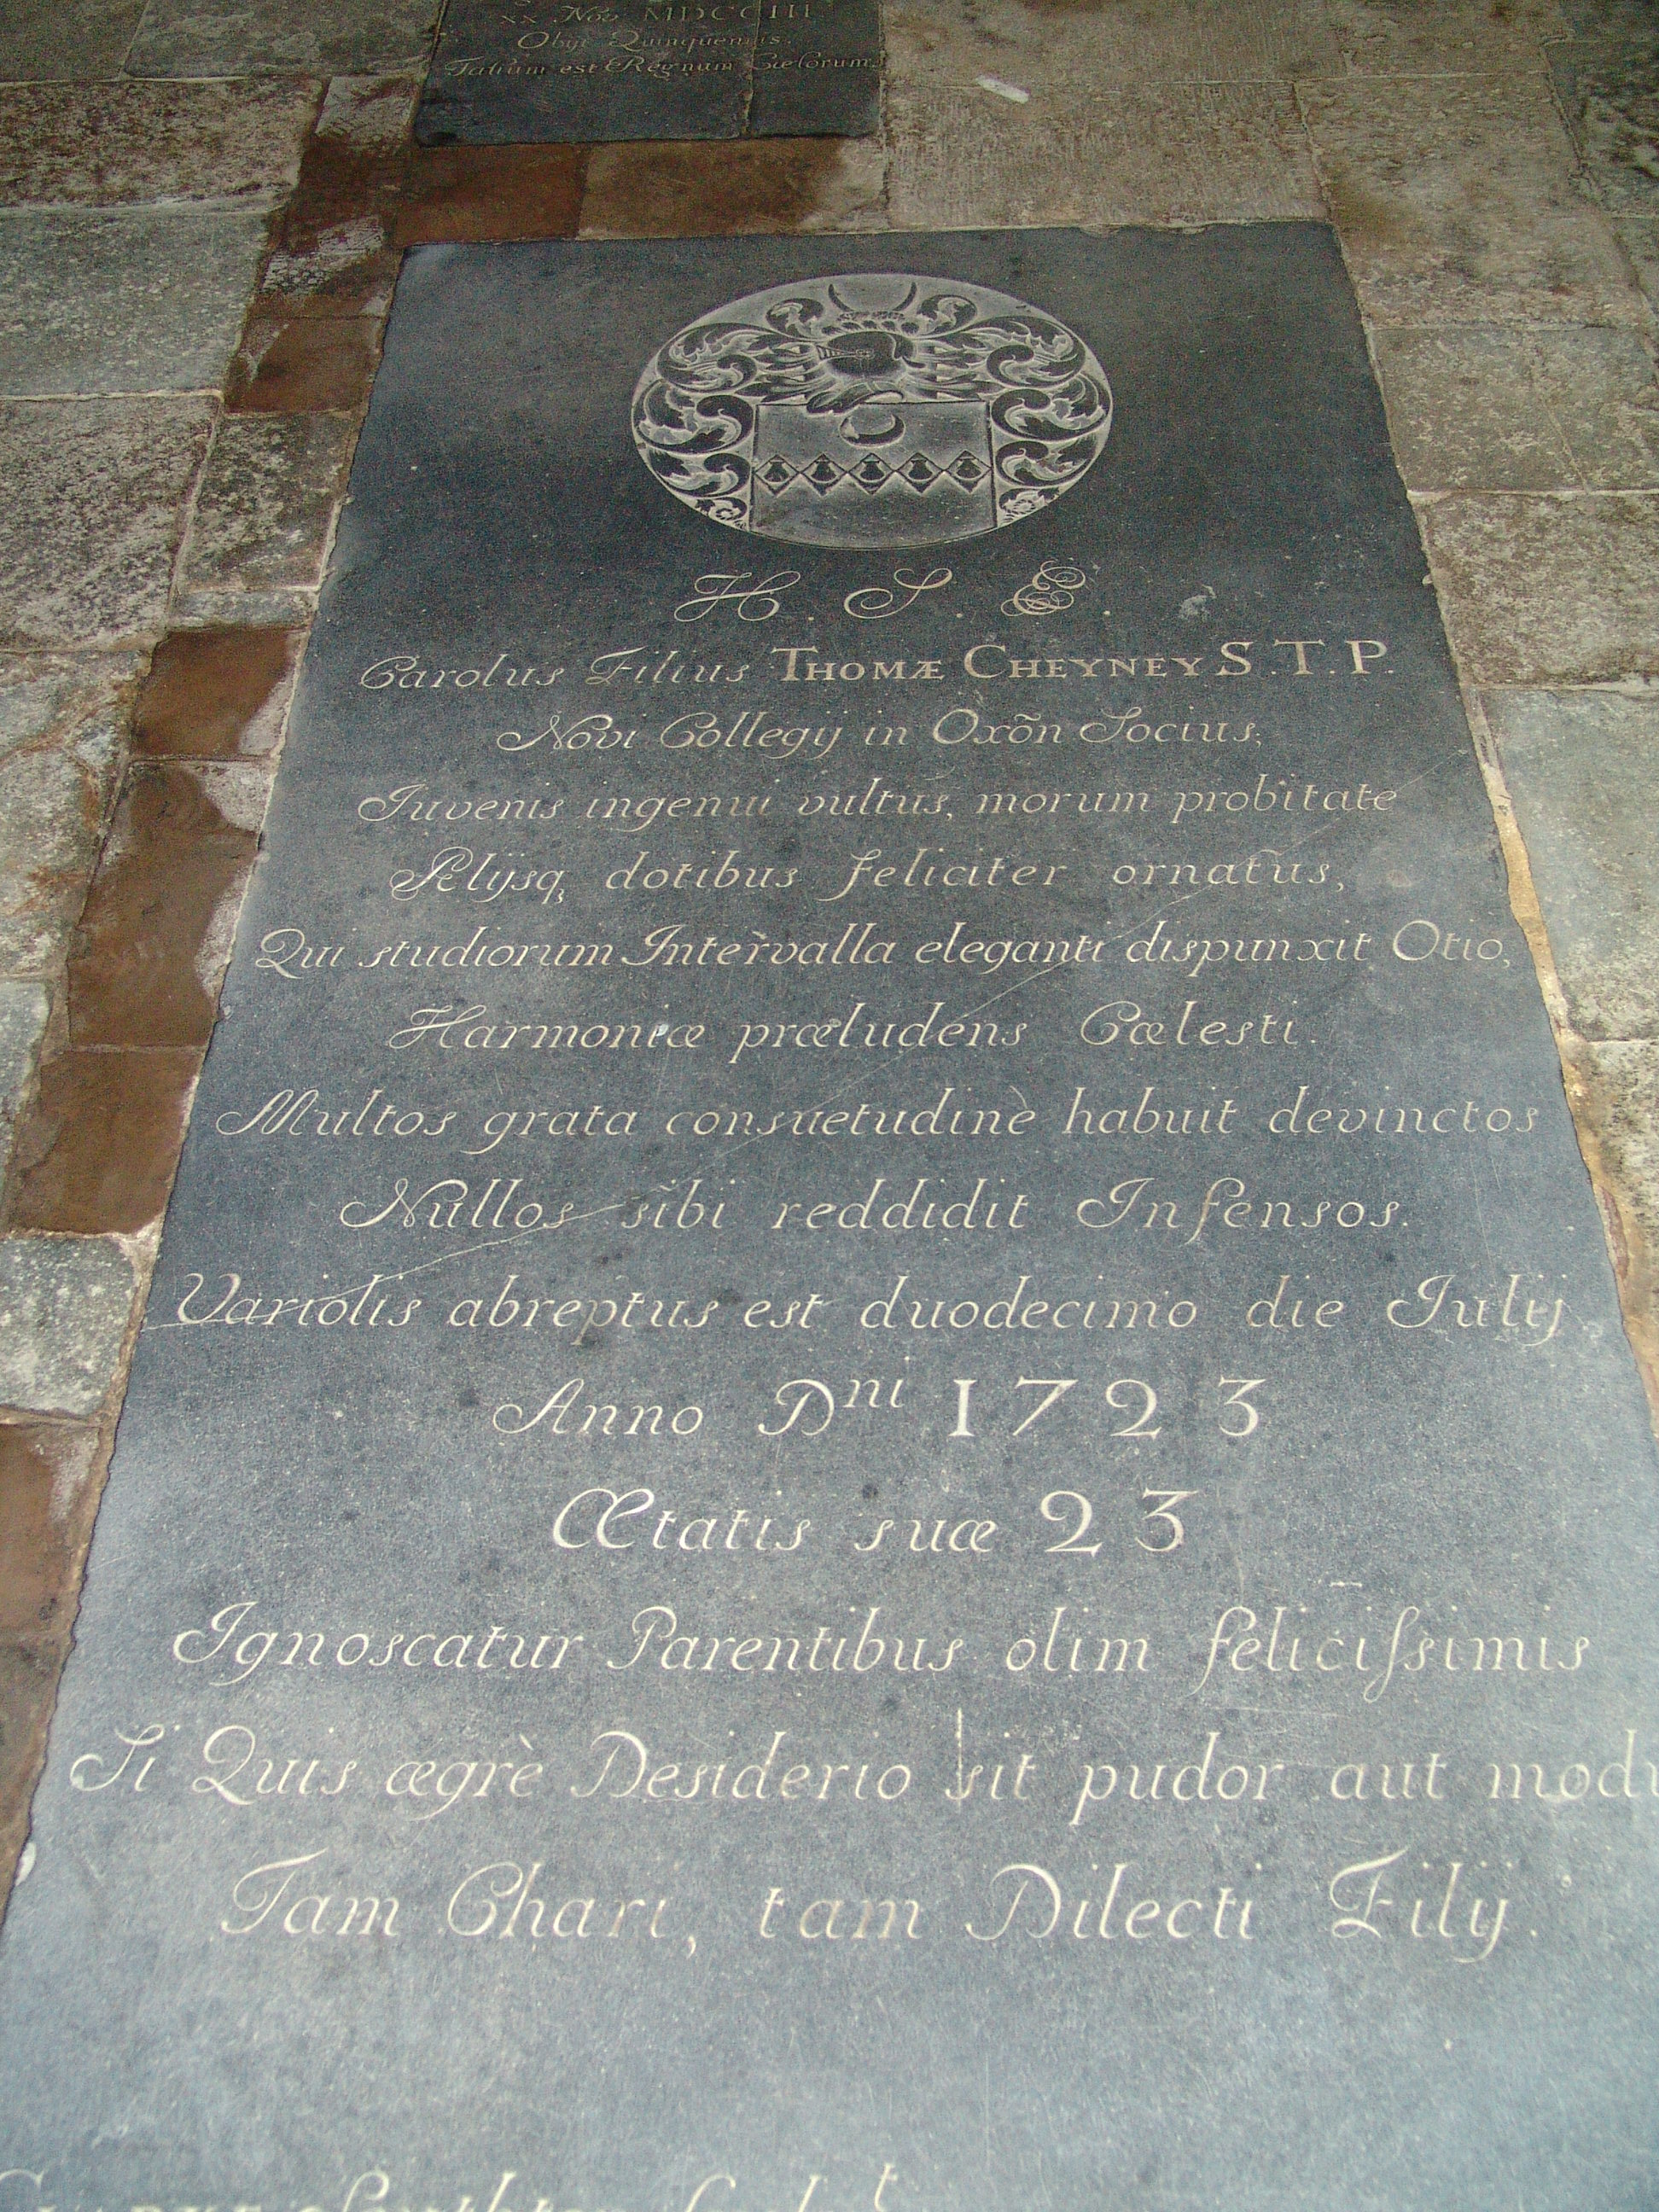 xx Nov MDCCIII
Obijt Quinquennis.
Talium est Regnum Cœlorum
H. S. E
Carolus Filius THOMÆ CHEYNEY S.T.P.
Novi Collegij in Oxõn Socius;
Iuvenis ingenui vultûs, morum probitate
Aliisq, dotibus feliciter ornatus,
Qui studiorum Intervalla eleganti dispunxit Otio,
Harmoniæ præludens Cœlesti.
Multos grata consuetudine habuit devinctos
Nullos sibi reddidit Infensos.
Variolis abreptus est duodecimo die Iulij
Anno Dni 1723
Ætatis suæ 23
Ignoscatur Parentibus olim feliciſsimis
Si Quis ægrè Desiderio sit pudor aut modu
Tam Chari, tam Dilecti Filij.